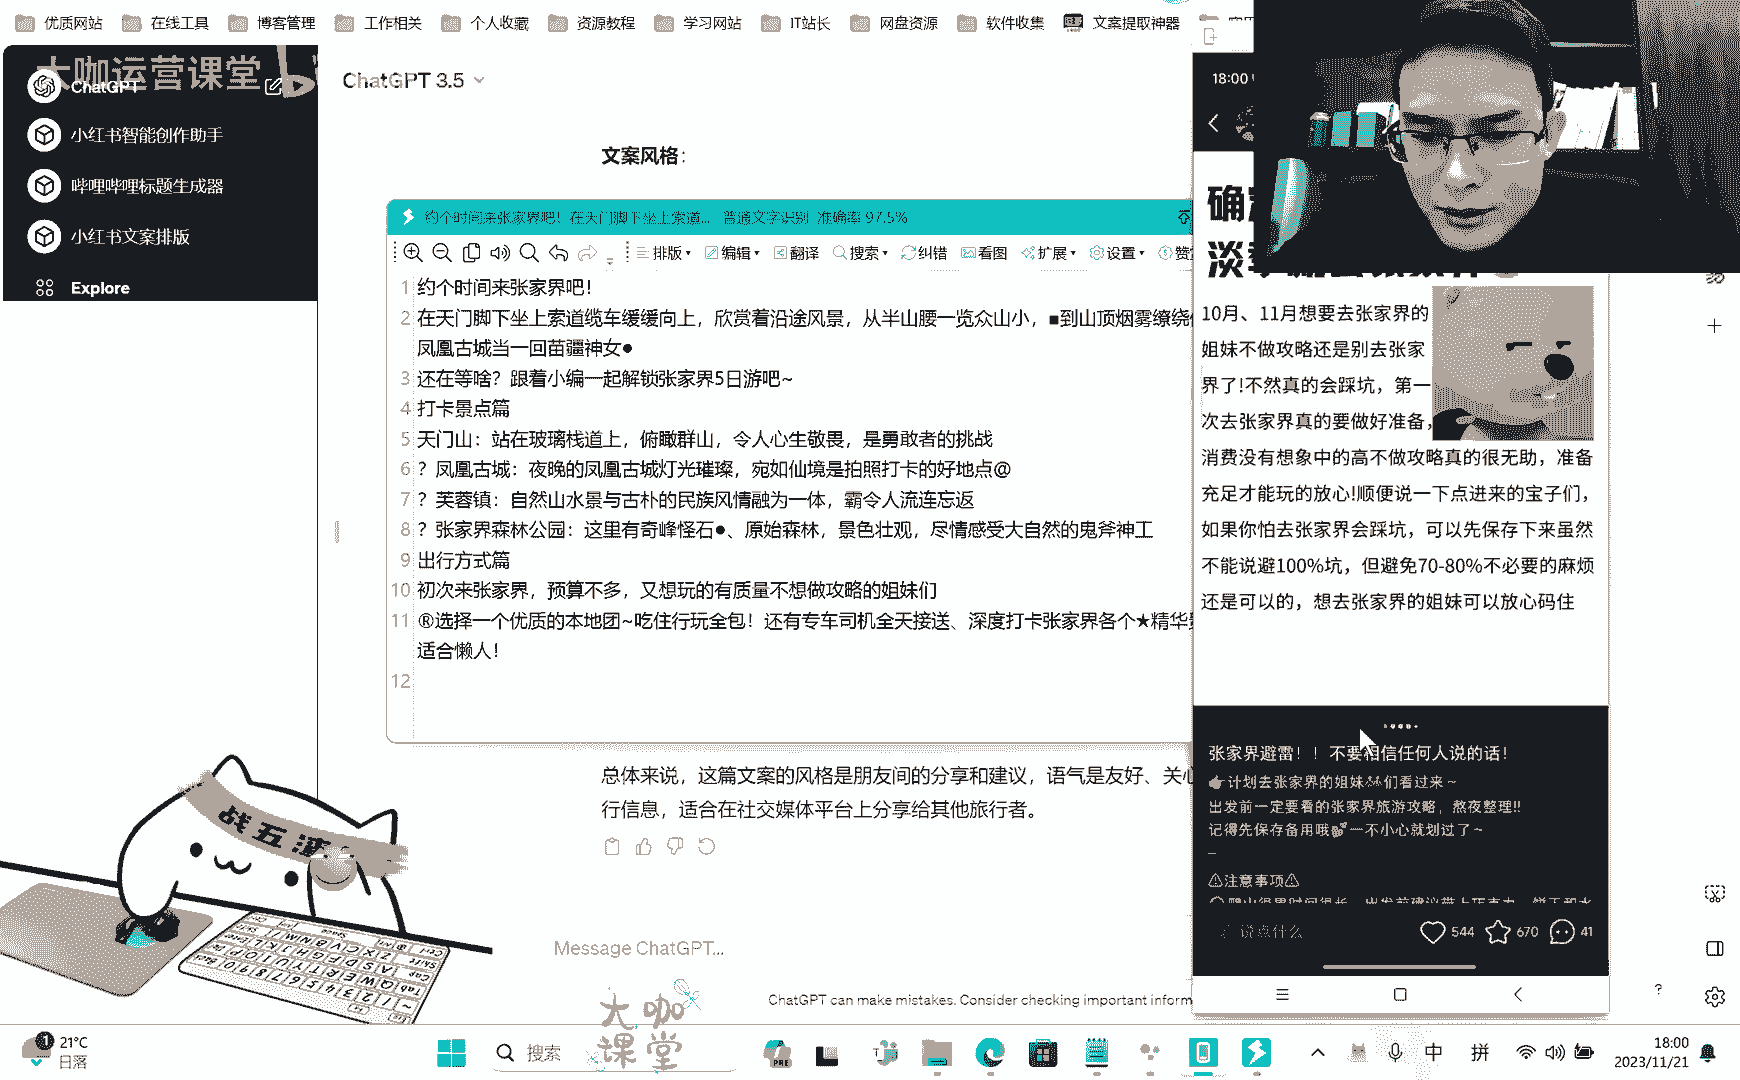 优质网站
在线工具
博客管理
工作相关
个人收藏
资源教程
学习网站
IT站长
网盘资源
软件收集
文案提取神器
大咖运营课堂
ChatGPT
小红书智能创作助手
哔哩哔哩标题生成器
小红书文案排版
Explore
ChatGPT 3.5
文案风格：
约个时间来张家界吧！在天门脚下坐上索道... 普通文字识别 准确率 97.5%
排版
编辑
翻译
搜索
纠错
看图
扩展
设置
1 约个时间来张家界吧！
2 在天门脚下坐上索道缆车缓缓向上，欣赏着沿途风景，从半山腰一览众山小，■到山顶烟雾缭绕
凤凰古城当一回苗疆神女●
3 还在等啥？跟着小编一起解锁张家界5日游吧~
4 打卡景点篇
5 天门山：站在玻璃栈道上，俯瞰群山，令人心生敬畏，是勇敢者的挑战
6 ？凤凰古城：夜晚的凤凰古城灯光璀璨，宛如仙境是拍照打卡的好地点@
7 ？芙蓉镇：自然山水景与古朴的民族风情融为一体，霸令人流连忘返
8 ？张家界森林公园：这里有奇峰怪石●、原始森林，景色壮观，尽情感受大自然的鬼斧神工
9 出行方式篇
10 初次来张家界，预算不多，又想玩的有质量不想做攻略的姐妹们
11 ®选择一个优质的本地团~吃住行玩全包！还有专车司机全天接送、深度打卡张家界各个★精华
适合懒人！
12
总体来说，这篇文案的风格是朋友间的分享和建议，语气是友好、关
行信息，适合在社交媒体平台上分享给其他旅行者。
Message ChatGPT...
ChatGPT can make mistakes. Consider checking important inform
18:00
10月、11月想要去张家界的
姐妹不做攻略还是别去张家
界了!不然真的会踩坑，第一
次去张家界真的要做好准备，
消费没有想象中的高不做攻略真的很无助，准备
充足才能玩的放心!顺便说一下点进来的宝子们，
如果你怕去张家界会踩坑，可以先保存下来虽然
不能说避100%坑，但避免70-80%不必要的麻烦
还是可以的，想去张家界的姐妹可以放心码住
张家界避雷！！不要相信任何人说的话！
计划去张家界的姐妹们看过来～
出发前一定要看的张家界旅游攻略，熬夜整理!!
记得先保存备用哦 一不小心就划过了～
–
⚠注意事项⚠
说点什么
544
670
41
战五渣
大咖
课堂
1
21°C
日落
搜索
PRE
中
拼
18:00
2023/11/21